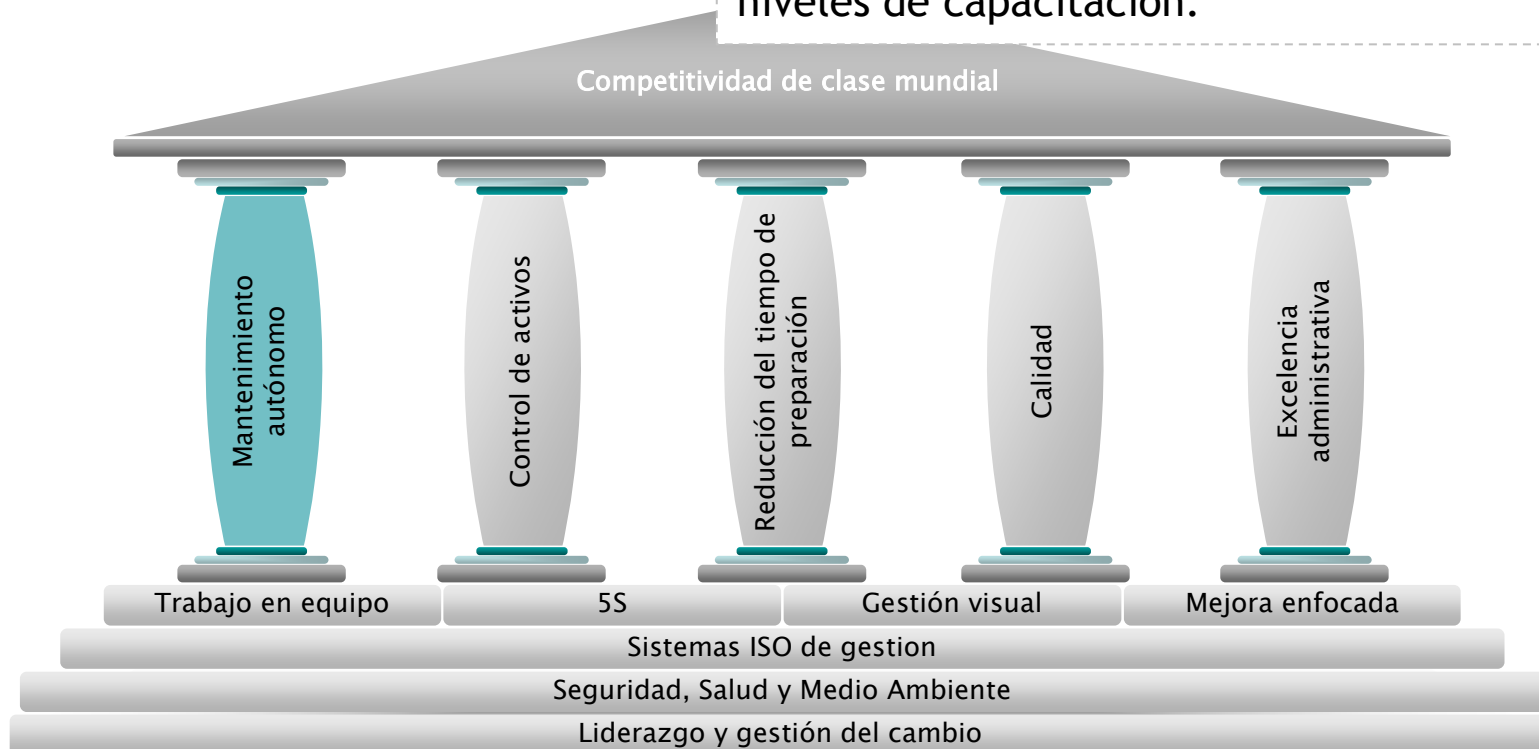 niveles de capacitación.
Competitividad de clase mundial
Mantenimiento
autónomo
Control de activos
Reducción del tiempo de
preparación
Calidad
Excelencia
administrativa
Trabajo en equipo
5S
Gestión visual
Mejora enfocada
Sistemas ISO de gestion
Seguridad, Salud y Medio Ambiente
Liderazgo y gestión del cambio